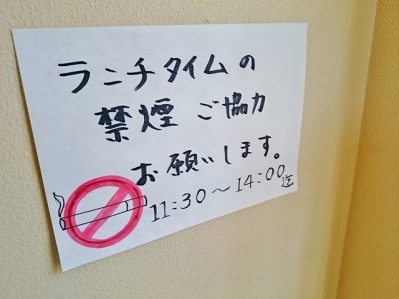 ランチタイムの
禁煙ご協力
お願いします。
11:30〜14:00迄